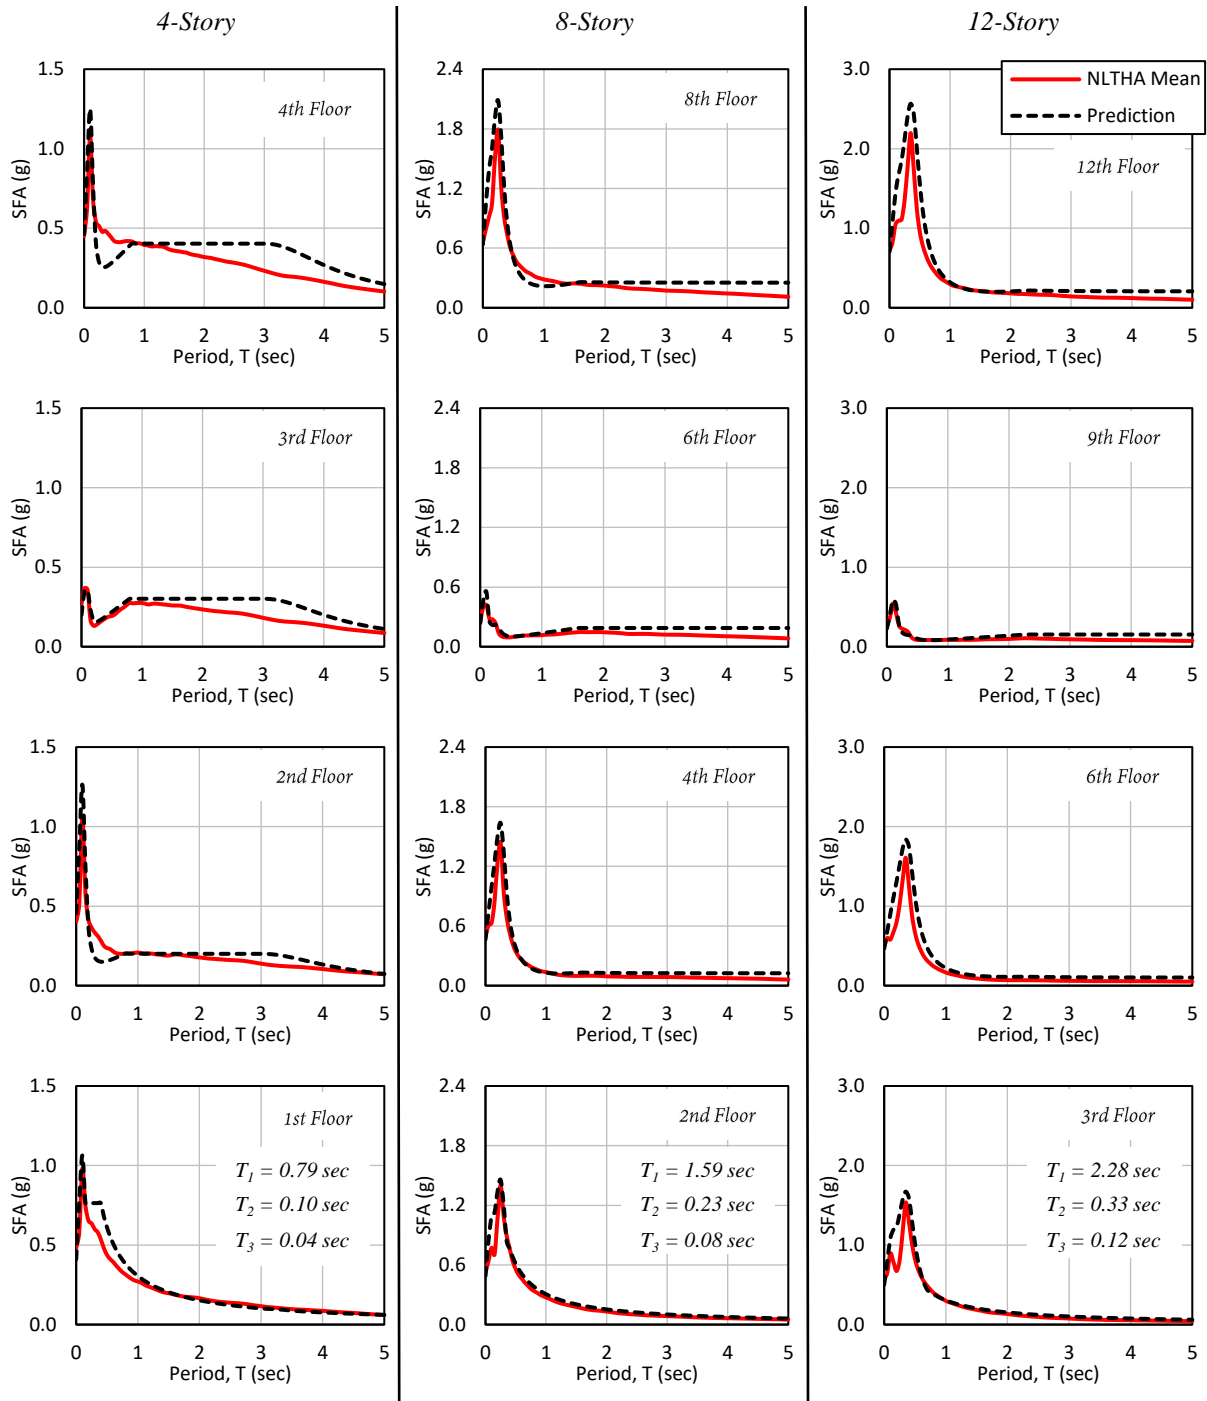 4-Story
8-Story
12-Story
1.5
1.0
0.5
0.0
SFA (g)
4th Floor
0 1 2 3 4 5
Period, T (sec)
2.4
1.8
1.2
0.6
0.0
SFA (g)
8th Floor
0 1 2 3 4 5
Period, T (sec)
3.0
2.0
1.0
0.0
SFA (g)
NLTHA Mean
Prediction
12th Floor
0 1 2 3 4 5
Period, T (sec)
1.5
1.0
0.5
0.0
SFA (g)
3rd Floor
0 1 2 3 4 5
Period, T (sec)
2.4
1.8
1.2
0.6
0.0
SFA (g)
6th Floor
0 1 2 3 4 5
Period, T (sec)
3.0
2.0
1.0
0.0
SFA (g)
9th Floor
0 1 2 3 4 5
Period, T (sec)
1.5
1.0
0.5
0.0
SFA (g)
2nd Floor
0 1 2 3 4 5
Period, T (sec)
2.4
1.8
1.2
0.6
0.0
SFA (g)
4th Floor
0 1 2 3 4 5
Period, T (sec)
3.0
2.0
1.0
0.0
SFA (g)
6th Floor
0 1 2 3 4 5
Period, T (sec)
1.5
1.0
0.5
0.0
SFA (g)
1st Floor
T1 = 0.79 sec
T2 = 0.10 sec
T3 = 0.04 sec
0 1 2 3 4 5
Period, T (sec)
2.4
1.8
1.2
0.6
0.0
SFA (g)
2nd Floor
T1 = 1.59 sec
T2 = 0.23 sec
T3 = 0.08 sec
0 1 2 3 4 5
Period, T (sec)
3.0
2.0
1.0
0.0
SFA (g)
3rd Floor
T1 = 2.28 sec
T2 = 0.33 sec
T3 = 0.12 sec
0 1 2 3 4 5
Period, T (sec)